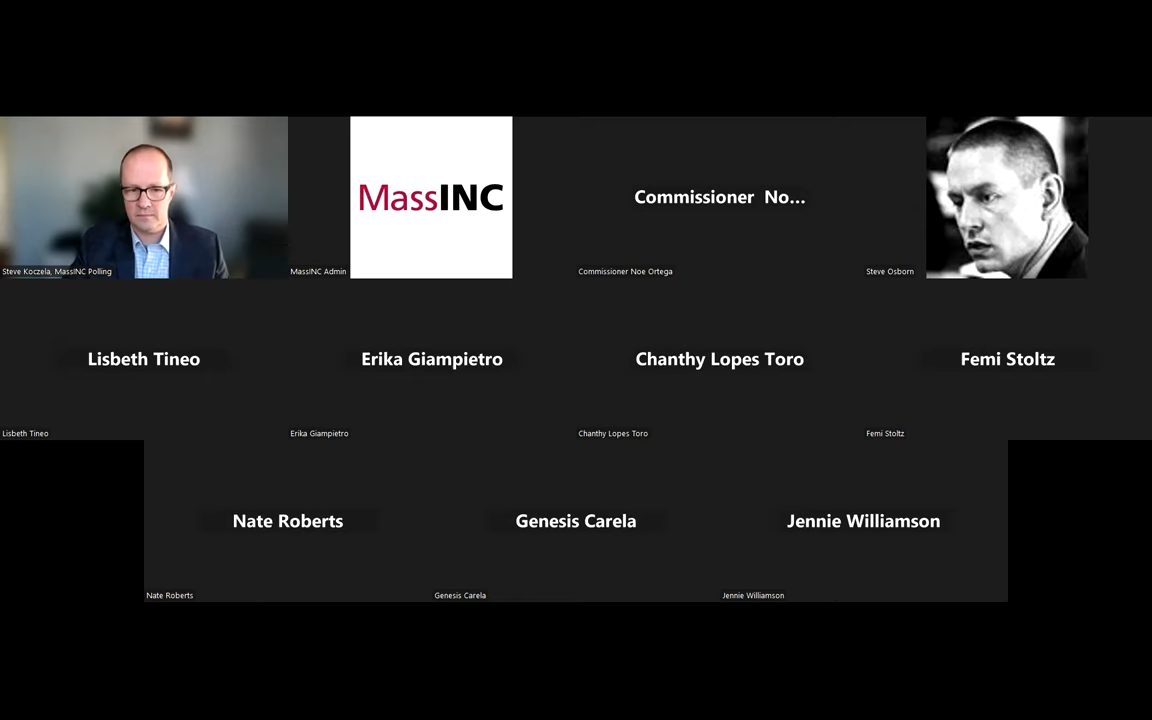 MassINC
Commissioner No...
Steve Koczela, MassINC Polling
MassINC Admin
Commissioner Noe Ortega
Steve Osborn
Lisbeth Tineo
Erika Giampietro
Chanthy Lopes Toro
Femi Stoltz
Lisbeth Tineo
Erika Giampietro
Chanthy Lopes Toro
Femi Stoltz
Nate Roberts
Genesis Carela
Jennie Williamson
Nate Roberts
Genesis Carela
Jennie Williamson